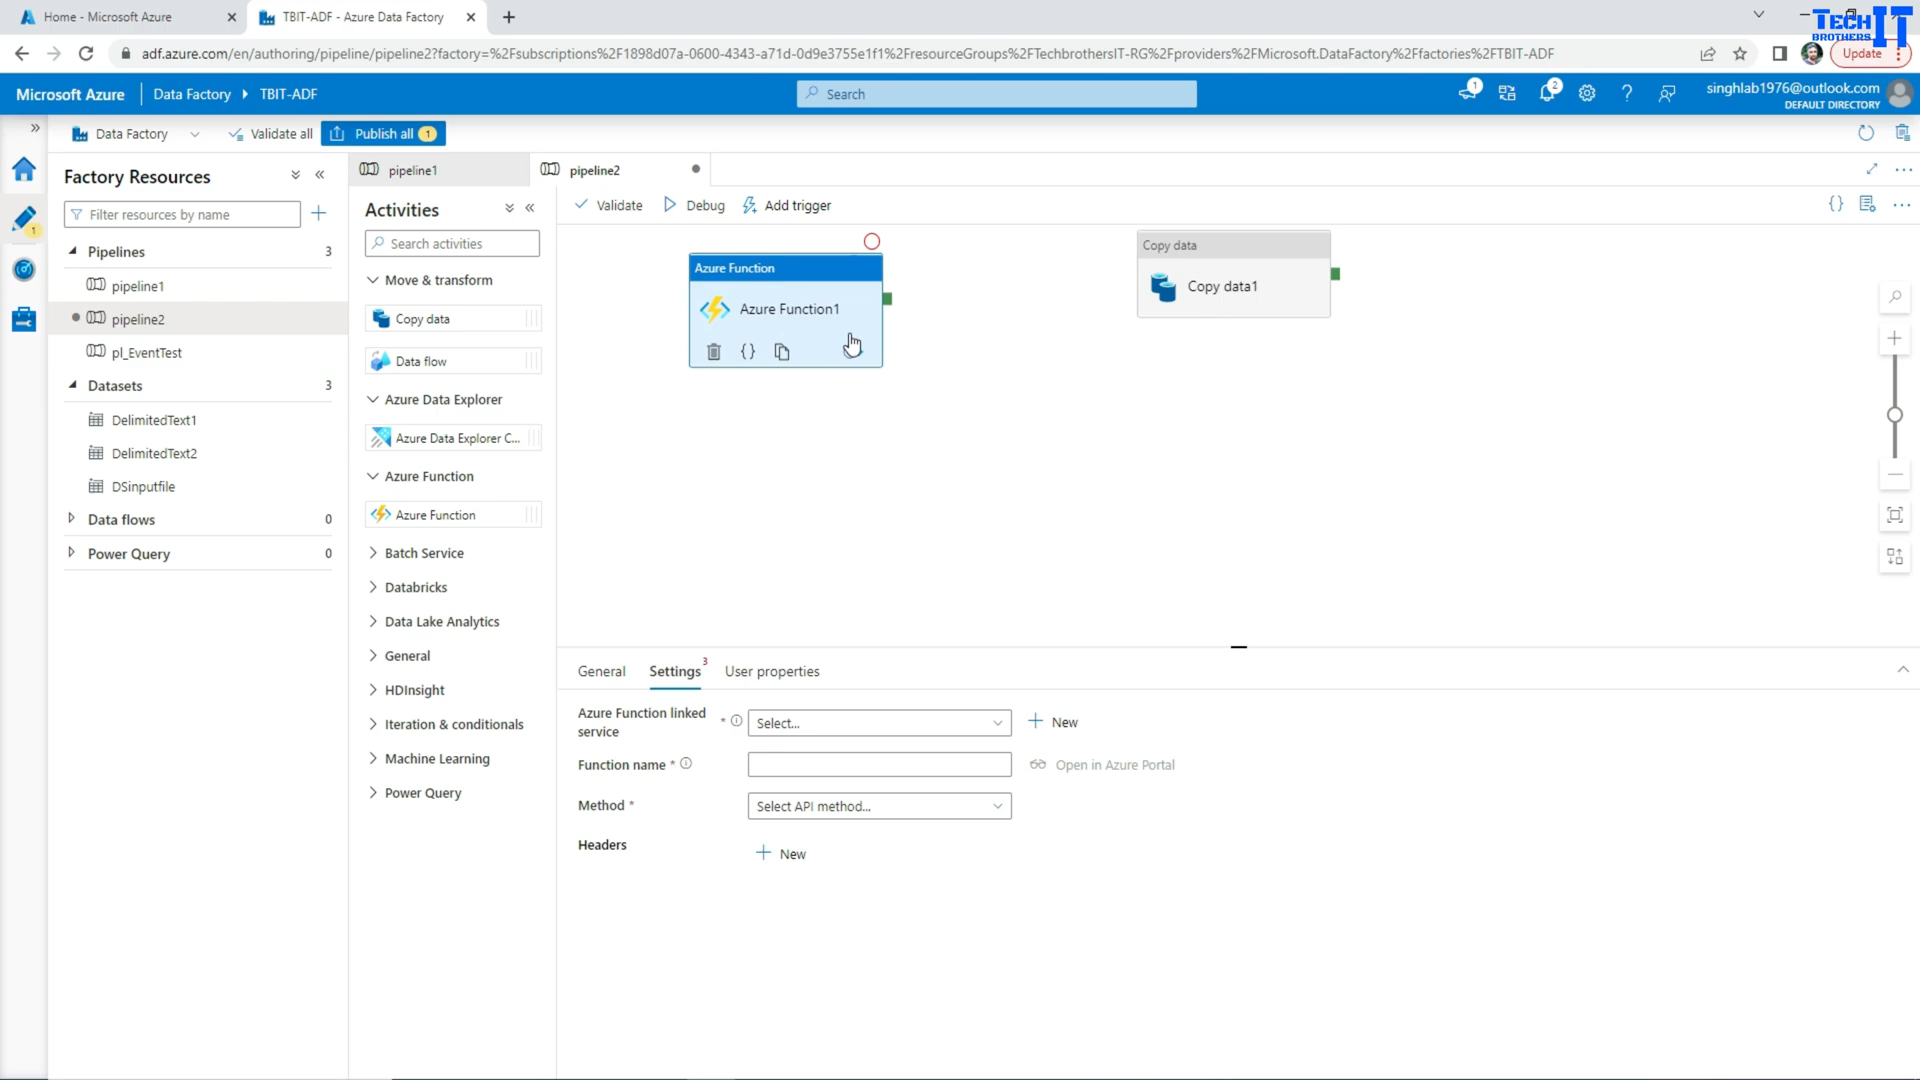 Home - Microsoft Azure
TBIT-ADF - Azure Data Factory
TECH IT
BROTHERS
adf.azure.com/en/authoring/pipeline/pipeline2?factory=%2Fsubscriptions%2F1898d07a-0600-4343-a71d-0d9e3755e1f1%2FresourceGroups%2FTechbrothersIT-RG%2Fproviders%2FMicrosoft.DataFactory%2Ffactories%2FTBIT-ADF
Update
Microsoft Azure
Data Factory
TBIT-ADF
Search
1
2
singhlab1976@outlook.com
DEFAULT DIRECTORY
Data Factory
Validate all
Publish all 1
Factory Resources
Filter resources by name
1
Pipelines 3
pipeline1
pipeline2
pl_EventTest
Datasets 3
DelimitedText1
DelimitedText2
DSinputfile
Data flows 0
Power Query 0
pipeline1
pipeline2
Activities
Search activities
Move & transform
Copy data
Data flow
Azure Data Explorer
Azure Data Explorer C...
Azure Function
Azure Function
Batch Service
Databricks
Data Lake Analytics
General
HDInsight
Iteration & conditionals
Machine Learning
Power Query
Validate
Debug
Add trigger
Azure Function
Azure Function1
Copy data
Copy data1
General
Settings 3
User properties
Azure Function linked
service *
Select...
New
Function name *
Open in Azure Portal
Method *
Select API method...
Headers
New